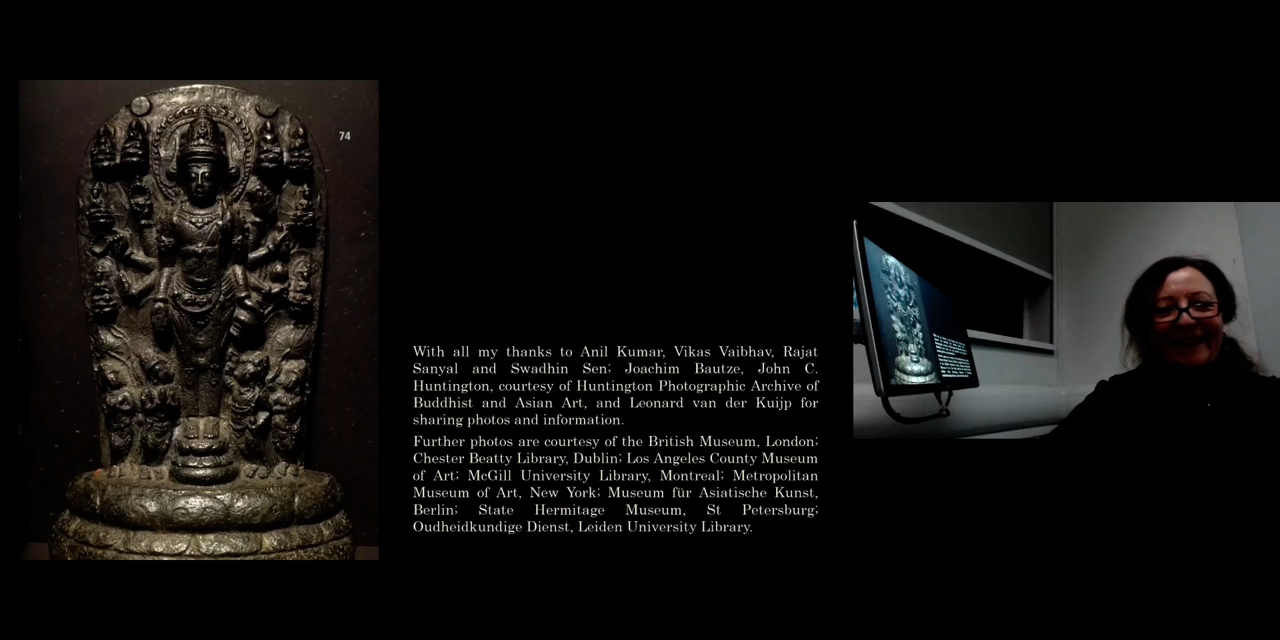 74
With all my thanks to Anil Kumar, Vikas Vaibhav, Rajat
Sanyal and Swadhin Sen; Joachim Bautze, John C.
Huntington, courtesy of Huntington Photographic Archive of
Buddhist and Asian Art, and Leonard van der Kuijp for
sharing photos and information.
Further photos are courtesy of the British Museum, London;
Chester Beatty Library, Dublin; Los Angeles County Museum
of Art; McGill University Library, Montreal; Metropolitan
Museum of Art, New York; Museum für Asiatische Kunst,
Berlin; State Hermitage Museum, St Petersburg;
Oudheidkundige Dienst, Leiden University Library.